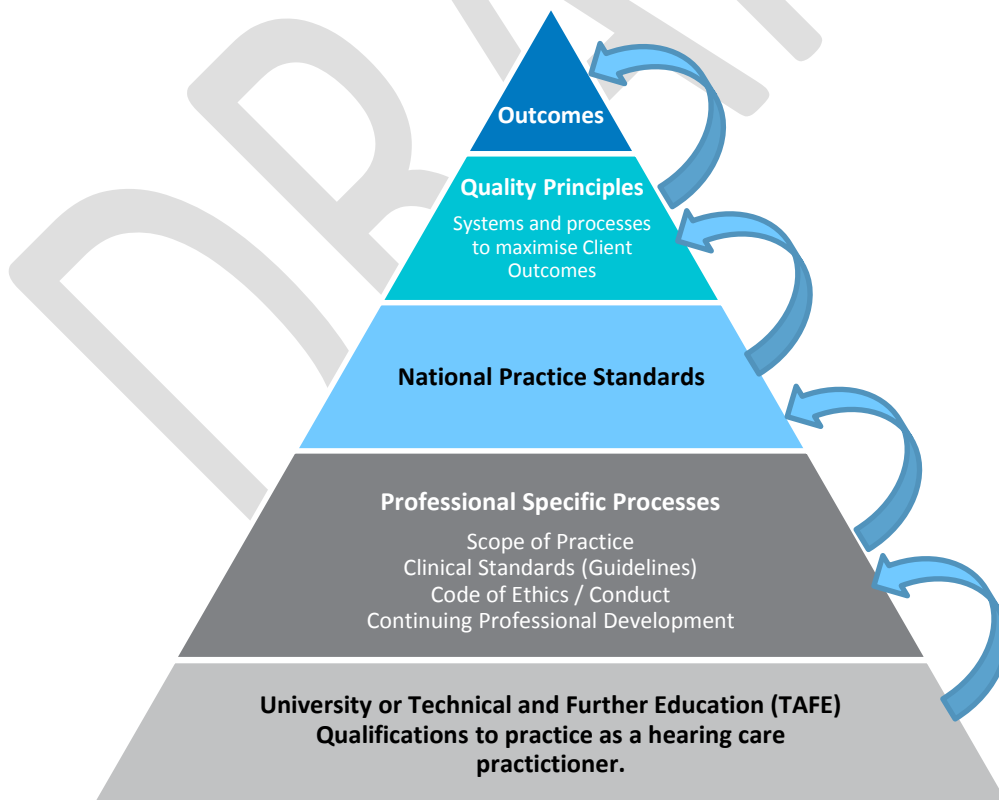 DRAFT
Outcomes
Quality Principles
Systems and processes
to maximise Client
Outcomes
National Practice Standards
Professional Specific Processes
Scope of Practice
Clinical Standards (Guidelines)
Code of Ethics / Conduct
Continuing Professional Development
University or Technical and Further Education (TAFE)
Qualifications to practice as a hearing care
practictioner.